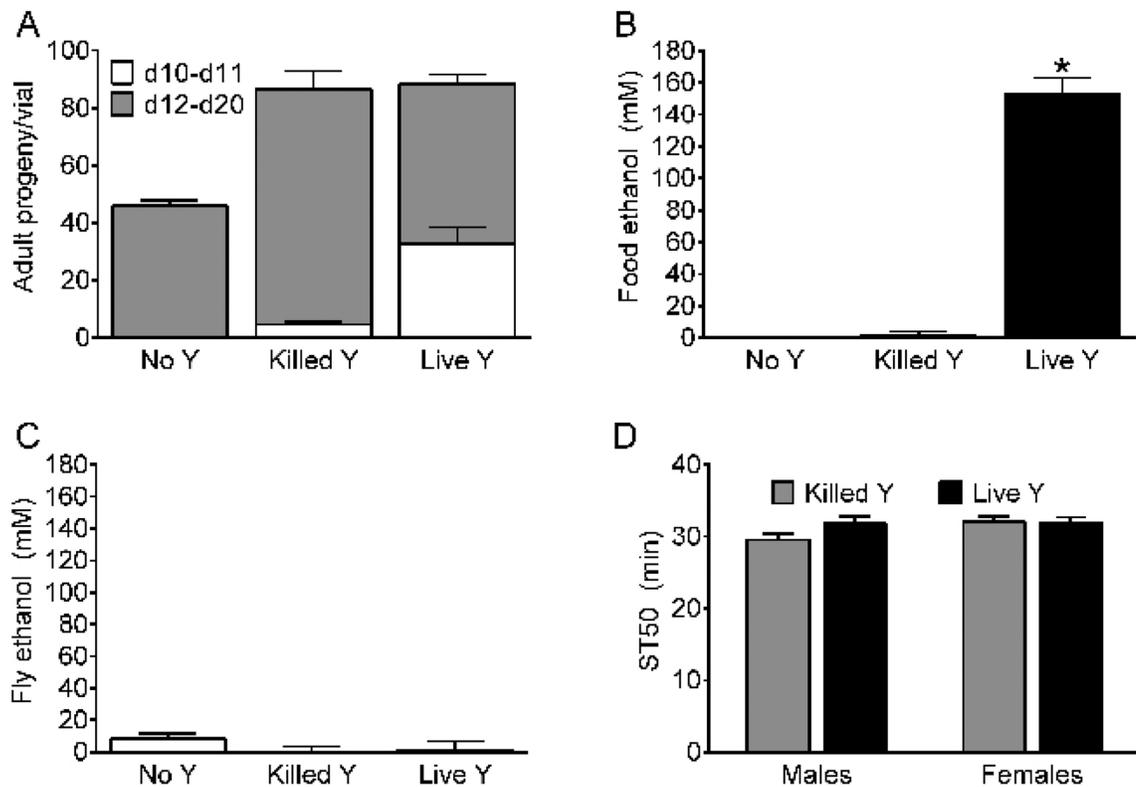 A
Adult progeny/vial
100
80
60
40
20
0
d10-d11
d12-d20
No Y Killed Y Live Y
B
Food ethanol (mM)
180
160
140
120
100
80
60
40
20
0
*
No Y Killed Y Live Y
C
Fly ethanol (mM)
180
160
140
120
100
80
60
40
20
0
No Y Killed Y Live Y
D
ST50 (min)
40
30
20
10
0
Killed Y Live Y
Males Females